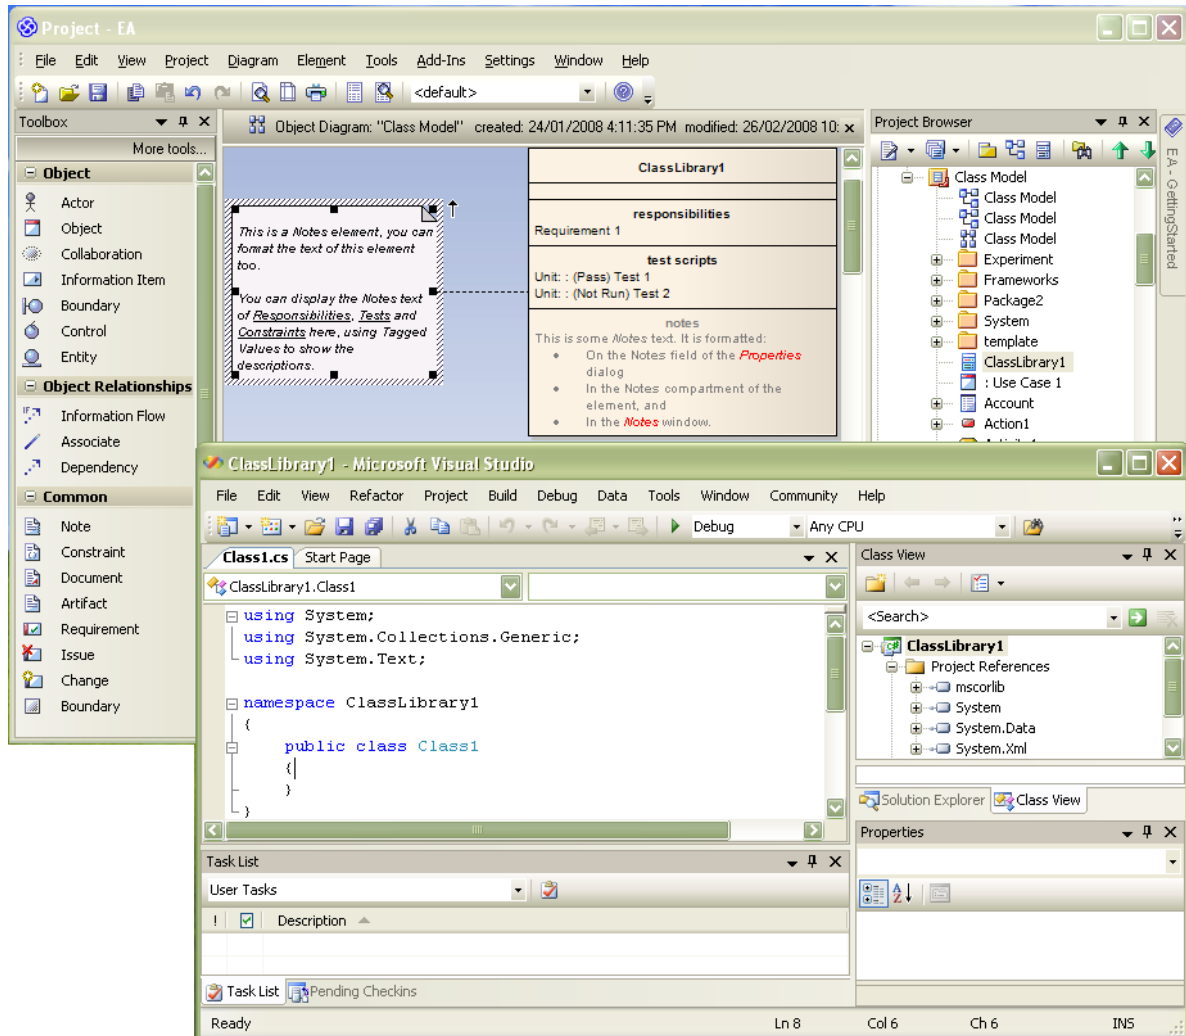 Project - EA
File Edit View Project Diagram Element Tools Add-Ins Settings Window Help
<default>
Toolbox
More tools...
Object
Actor
Object
Collaboration
Information Item
Boundary
Control
Entity
Object Relationships
Information Flow
Associate
Dependency
Common
Note
Constraint
Document
Artifact
Requirement
Issue
Change
Boundary
Object Diagram: "Class Model" created: 24/01/2008 4:11:35 PM modified: 26/02/2008 10:
This is a Notes element, you can
format the text of this element
too.
You can display the Notes text
of Responsibilities, Tests and
Constraints here, using Tagged
Values to show the
descriptions.
ClassLibrary1
responsibilities
Requirement 1
test scripts
Unit: : (Pass) Test 1
Unit: : (Not Run) Test 2
notes
This is some Notes text. It is formatted:
• On the Notes field of the Properties
dialog
• In the Notes compartment of the
element, and
• In the Notes window.
Project Browser
Class Model
Class Model
Class Model
Class Model
Experiment
Frameworks
Package2
System
template
ClassLibrary1
: Use Case 1
Account
Action1
EA - GettingStarted
ClassLibrary1 - Microsoft Visual Studio
File Edit View Refactor Project Build Debug Data Tools Window Community Help
Debug Any CPU
Class1.cs Start Page
ClassLibrary1.Class1
using System;
using System.Collections.Generic;
using System.Text;
namespace ClassLibrary1
{
public class Class1
{
}
}
Class View
<Search>
ClassLibrary1
Project References
mscorlib
System
System.Data
System.Xml
Solution Explorer Class View
Properties
Task List
User Tasks
! Description
Task List Pending Checkins
Ready Ln 8 Col 6 Ch 6 INS